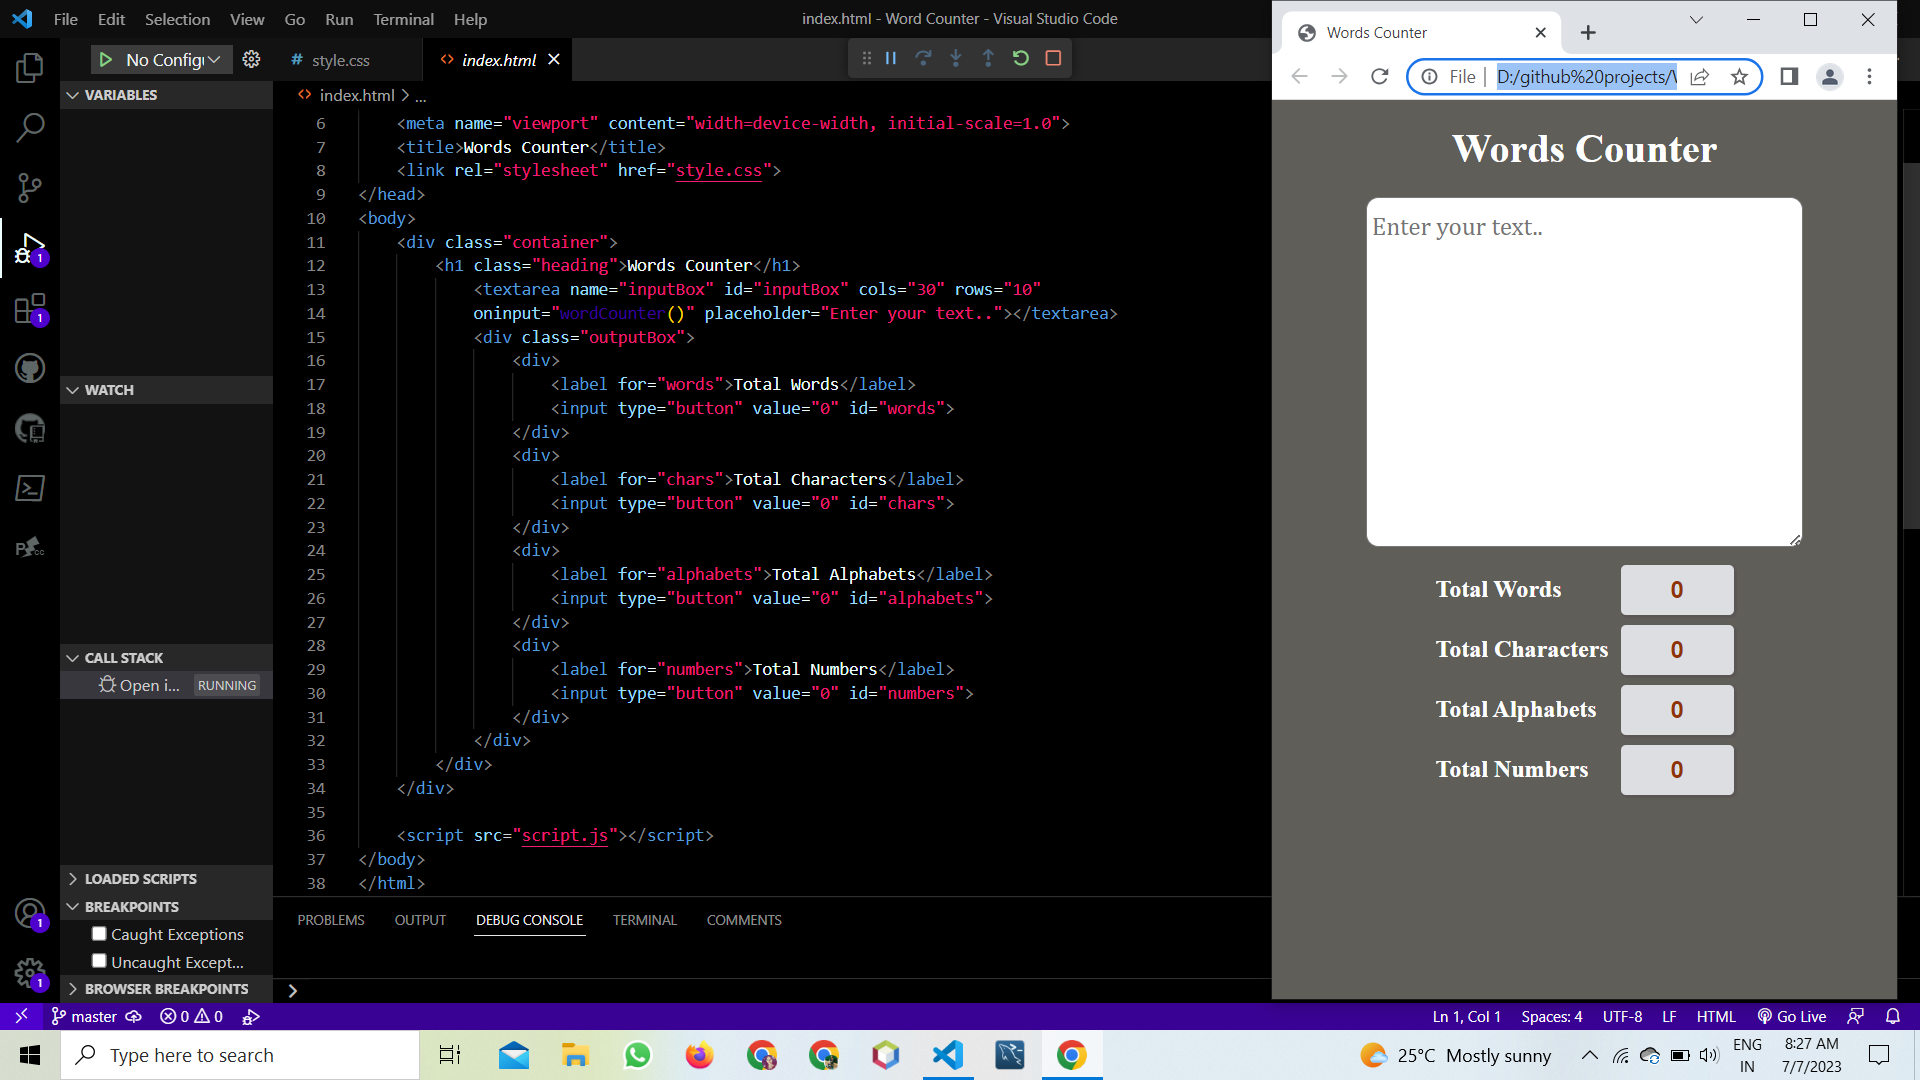 File Edit Selection View Go Run Terminal Help
index.html - Word Counter - Visual Studio Code
No Config
# style.css
<> index.html
VARIABLES
WATCH
CALL STACK
Open i... RUNNING
LOADED SCRIPTS
BREAKPOINTS
Caught Exceptions
Uncaught Except...
BROWSER BREAKPOINTS
1
1
1
1
<> index.html > ...
6 <meta name="viewport" content="width=device-width, initial-scale=1.0">
7 <title>Words Counter</title>
8 <link rel="stylesheet" href="style.css">
9 </head>
10 <body>
11 <div class="container">
12 <h1 class="heading">Words Counter</h1>
13 <textarea name="inputBox" id="inputBox" cols="30" rows="10"
14 oninput="wordCounter()" placeholder="Enter your text.."></textarea>
15 <div class="outputBox">
16 <div>
17 <label for="words">Total Words</label>
18 <input type="button" value="0" id="words">
19 </div>
20 <div>
21 <label for="chars">Total Characters</label>
22 <input type="button" value="0" id="chars">
23 </div>
24 <div>
25 <label for="alphabets">Total Alphabets</label>
26 <input type="button" value="0" id="alphabets">
27 </div>
28 <div>
29 <label for="numbers">Total Numbers</label>
30 <input type="button" value="0" id="numbers">
31 </div>
32 </div>
33 </div>
34 </div>
35
36 <script src="script.js"></script>
37 </body>
38 </html>
PROBLEMS OUTPUT DEBUG CONSOLE TERMINAL COMMENTS
>
Words Counter
File | D:/github%20projects/
Words Counter
Enter your text..
Total Words 0
Total Characters 0
Total Alphabets 0
Total Numbers 0
master 0 0
Ln 1, Col 1 Spaces: 4 UTF-8 LF HTML Go Live
Type here to search
25°C Mostly sunny
ENG
IN
8:27 AM
7/7/2023